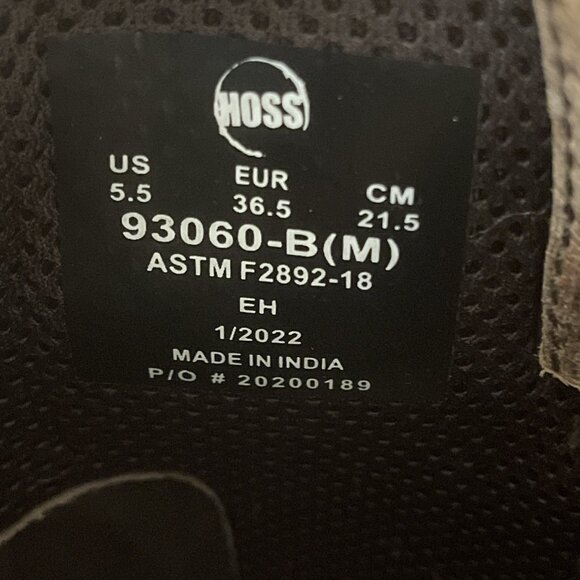 HOSS
US EUR CM
5.5 36.5 21.5
93060-B(M)
ASTM F2892-18
EH
1/2022
MADE IN INDIA
P/O # 20200189